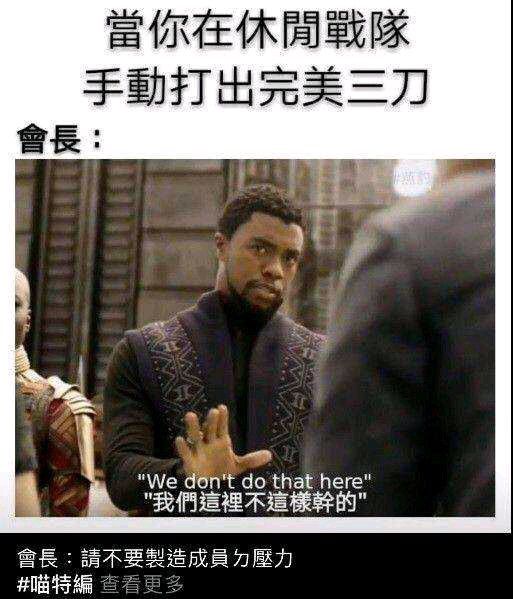 當你在休閒戰隊
手動打出完美三刀
會長：
"We don't do that here"
"我們這裡不這樣幹的"
會長：請不要製造成員ㄉ壓力
#喵特編 查看更多